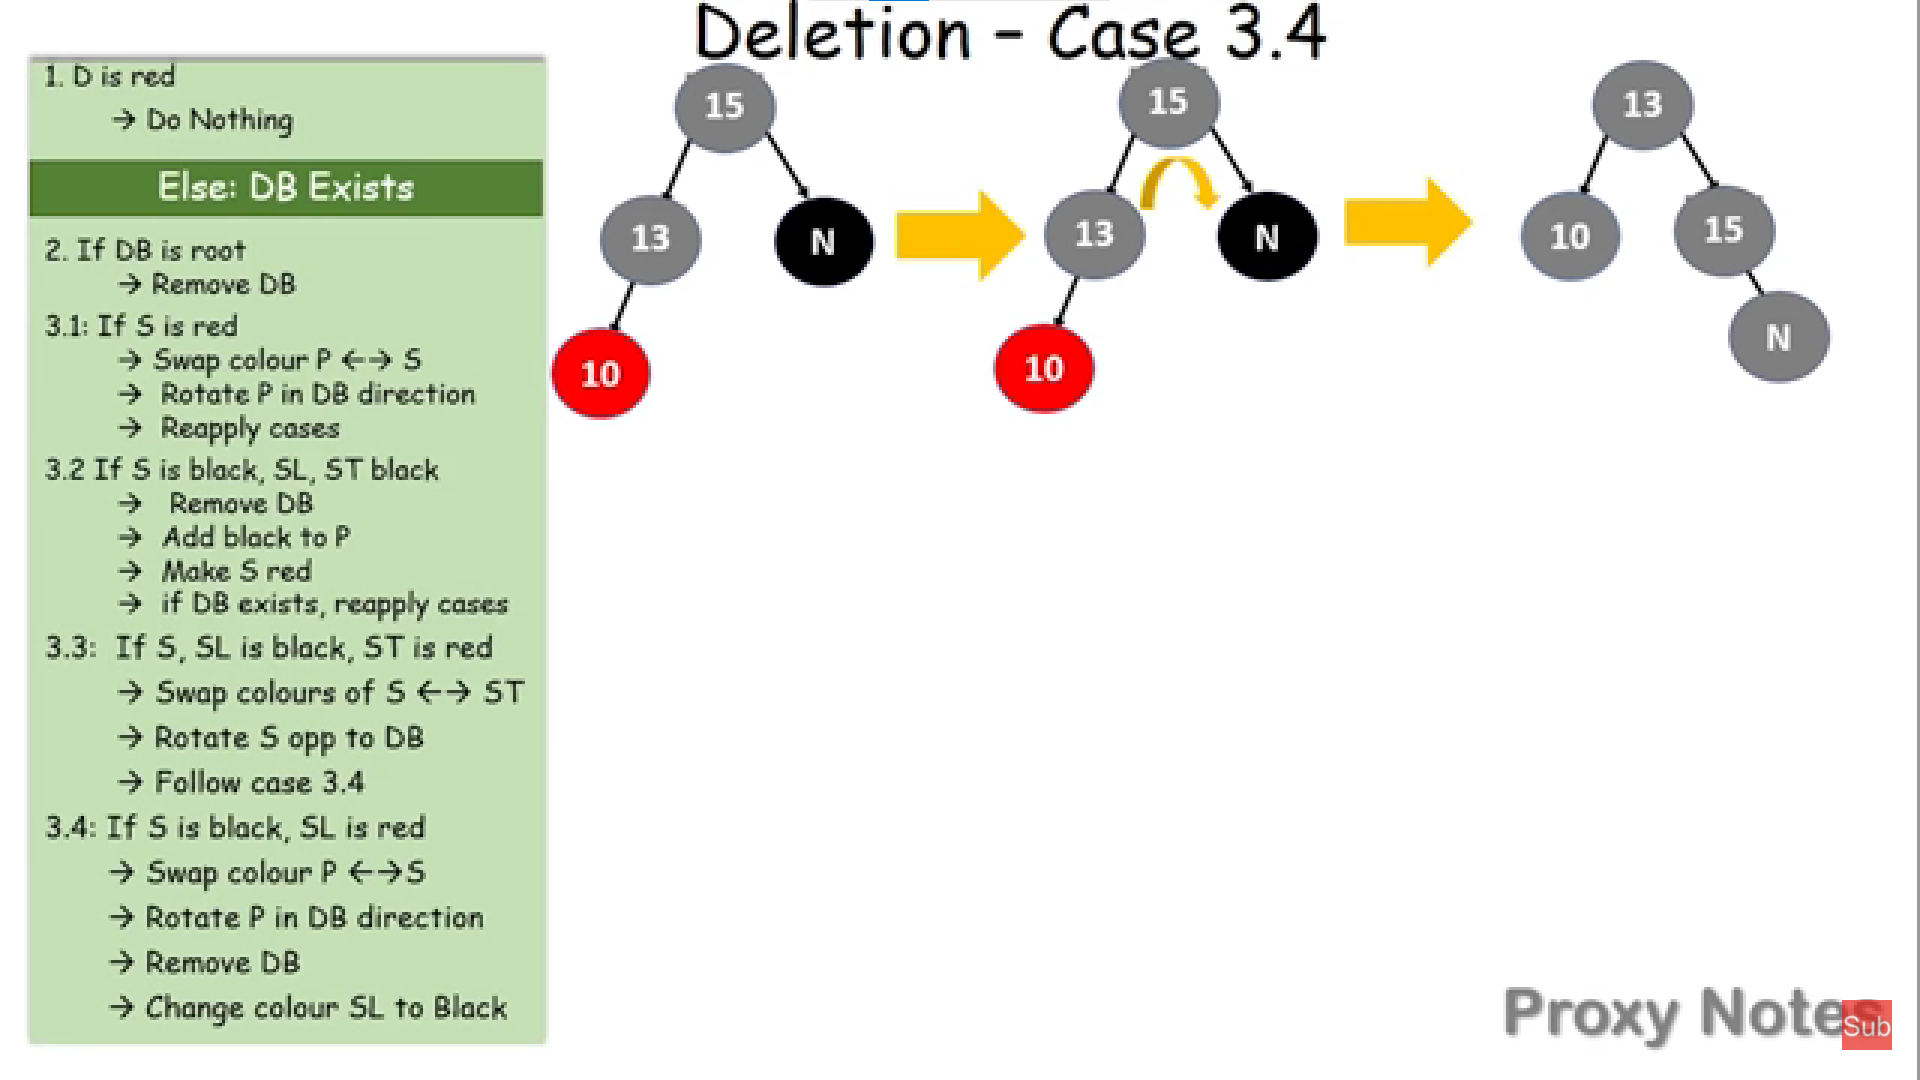 Deletion - Case 3.4
1. D is red
→ Do Nothing
Else: DB Exists
2. If DB is root
→ Remove DB
3.1: If S is red
→ Swap colour P ←→ S
→ Rotate P in DB direction
→ Reapply cases
3.2 If S is black, SL, ST black
→ Remove DB
→ Add black to P
→ Make S red
→ if DB exists, reapply cases
3.3: If S, SL is black, ST is red
→ Swap colours of S ←→ ST
→ Rotate S opp to DB
→ Follow case 3.4
3.4: If S is black, SL is red
→ Swap colour P ←→S
→ Rotate P in DB direction
→ Remove DB
→ Change colour SL to Black
15
13
N
10
15
13
N
10
13
10
15
N
Proxy Notes
Sub